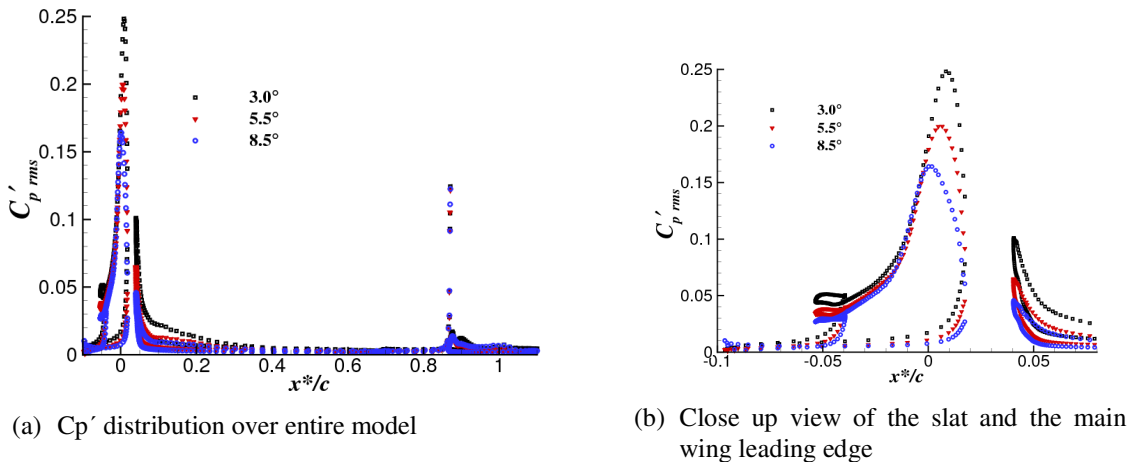 0.25
0.2
0.15
0.1
0.05
0
C′p rms
3.0°
5.5°
8.5°
0 0.2 0.4 0.6 0.8 1
x*/c
(a) Cp´ distribution over entire model
0.25
0.2
0.15
0.1
0.05
0
C′p rms
3.0°
5.5°
8.5°
-0.1 -0.05 0 0.05
x*/c
(b) Close up view of the slat and the main
wing leading edge